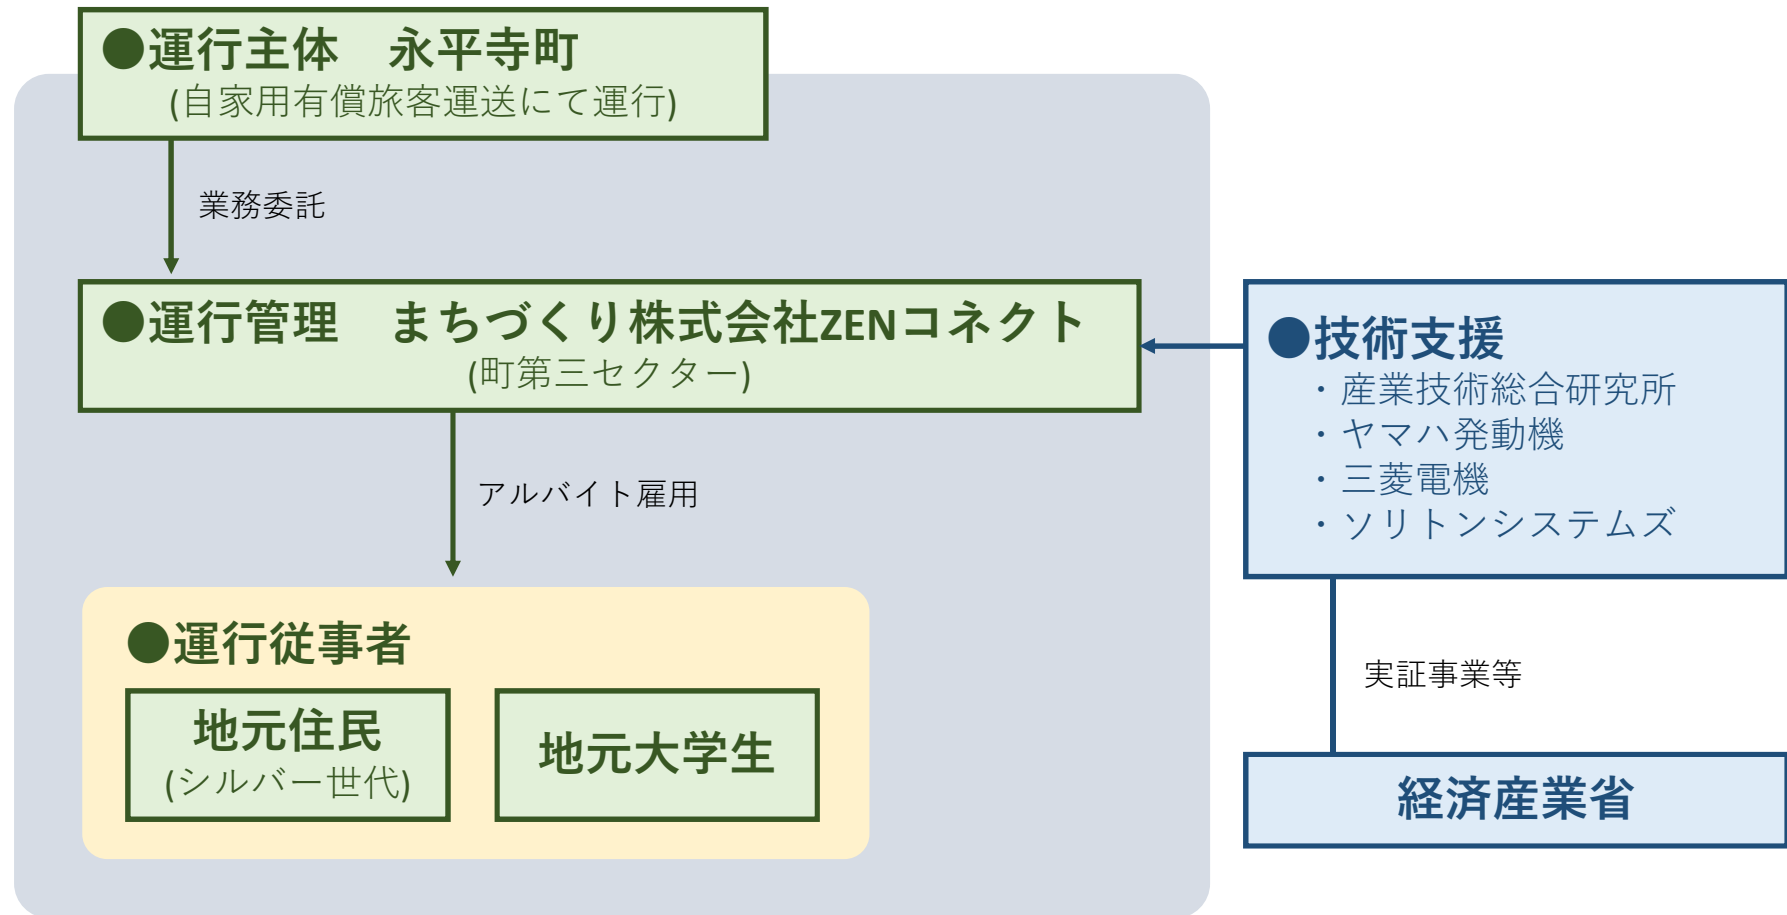 ●運行主体　永平寺町
(自家用有償旅客運送にて運行)
業務委託
●運行管理　まちづくり株式会社ZENコネクト
(町第三セクター)
アルバイト雇用
●運行従事者
地元住民
(シルバー世代)
地元大学生
●技術支援
・産業技術総合研究所
・ヤマハ発動機
・三菱電機
・ソリトンシステムズ
実証事業等
経済産業省